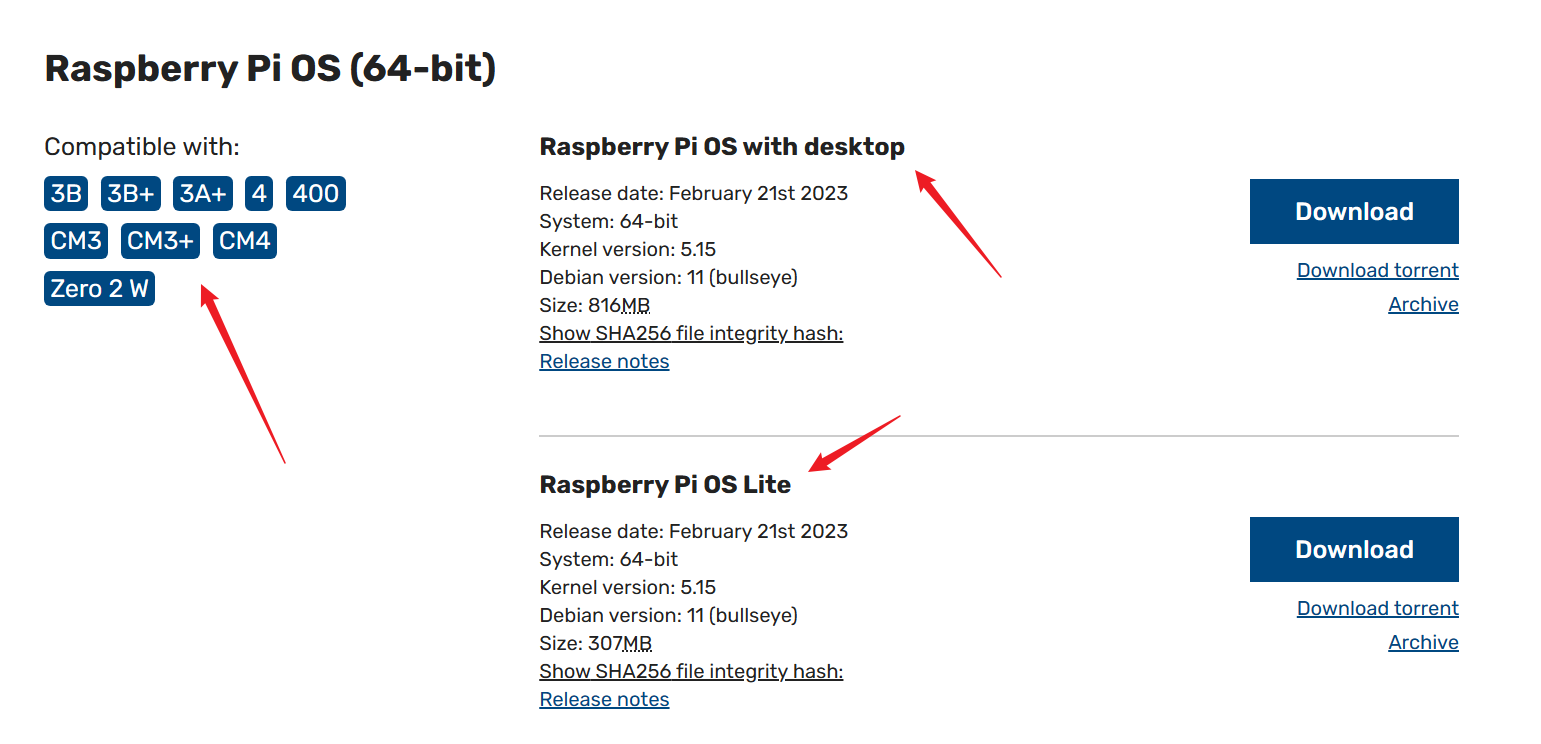 Raspberry Pi OS (64-bit)
Compatible with:
3B 3B+ 3A+ 4 400
CM3 CM3+ CM4
Zero 2 W
Raspberry Pi OS with desktop
Release date: February 21st 2023
System: 64-bit
Kernel version: 5.15
Debian version: 11 (bullseye)
Size: 816MB
Show SHA256 file integrity hash:
Release notes
Download
Download torrent
Archive
Raspberry Pi OS Lite
Release date: February 21st 2023
System: 64-bit
Kernel version: 5.15
Debian version: 11 (bullseye)
Size: 307MB
Show SHA256 file integrity hash:
Release notes
Download
Download torrent
Archive